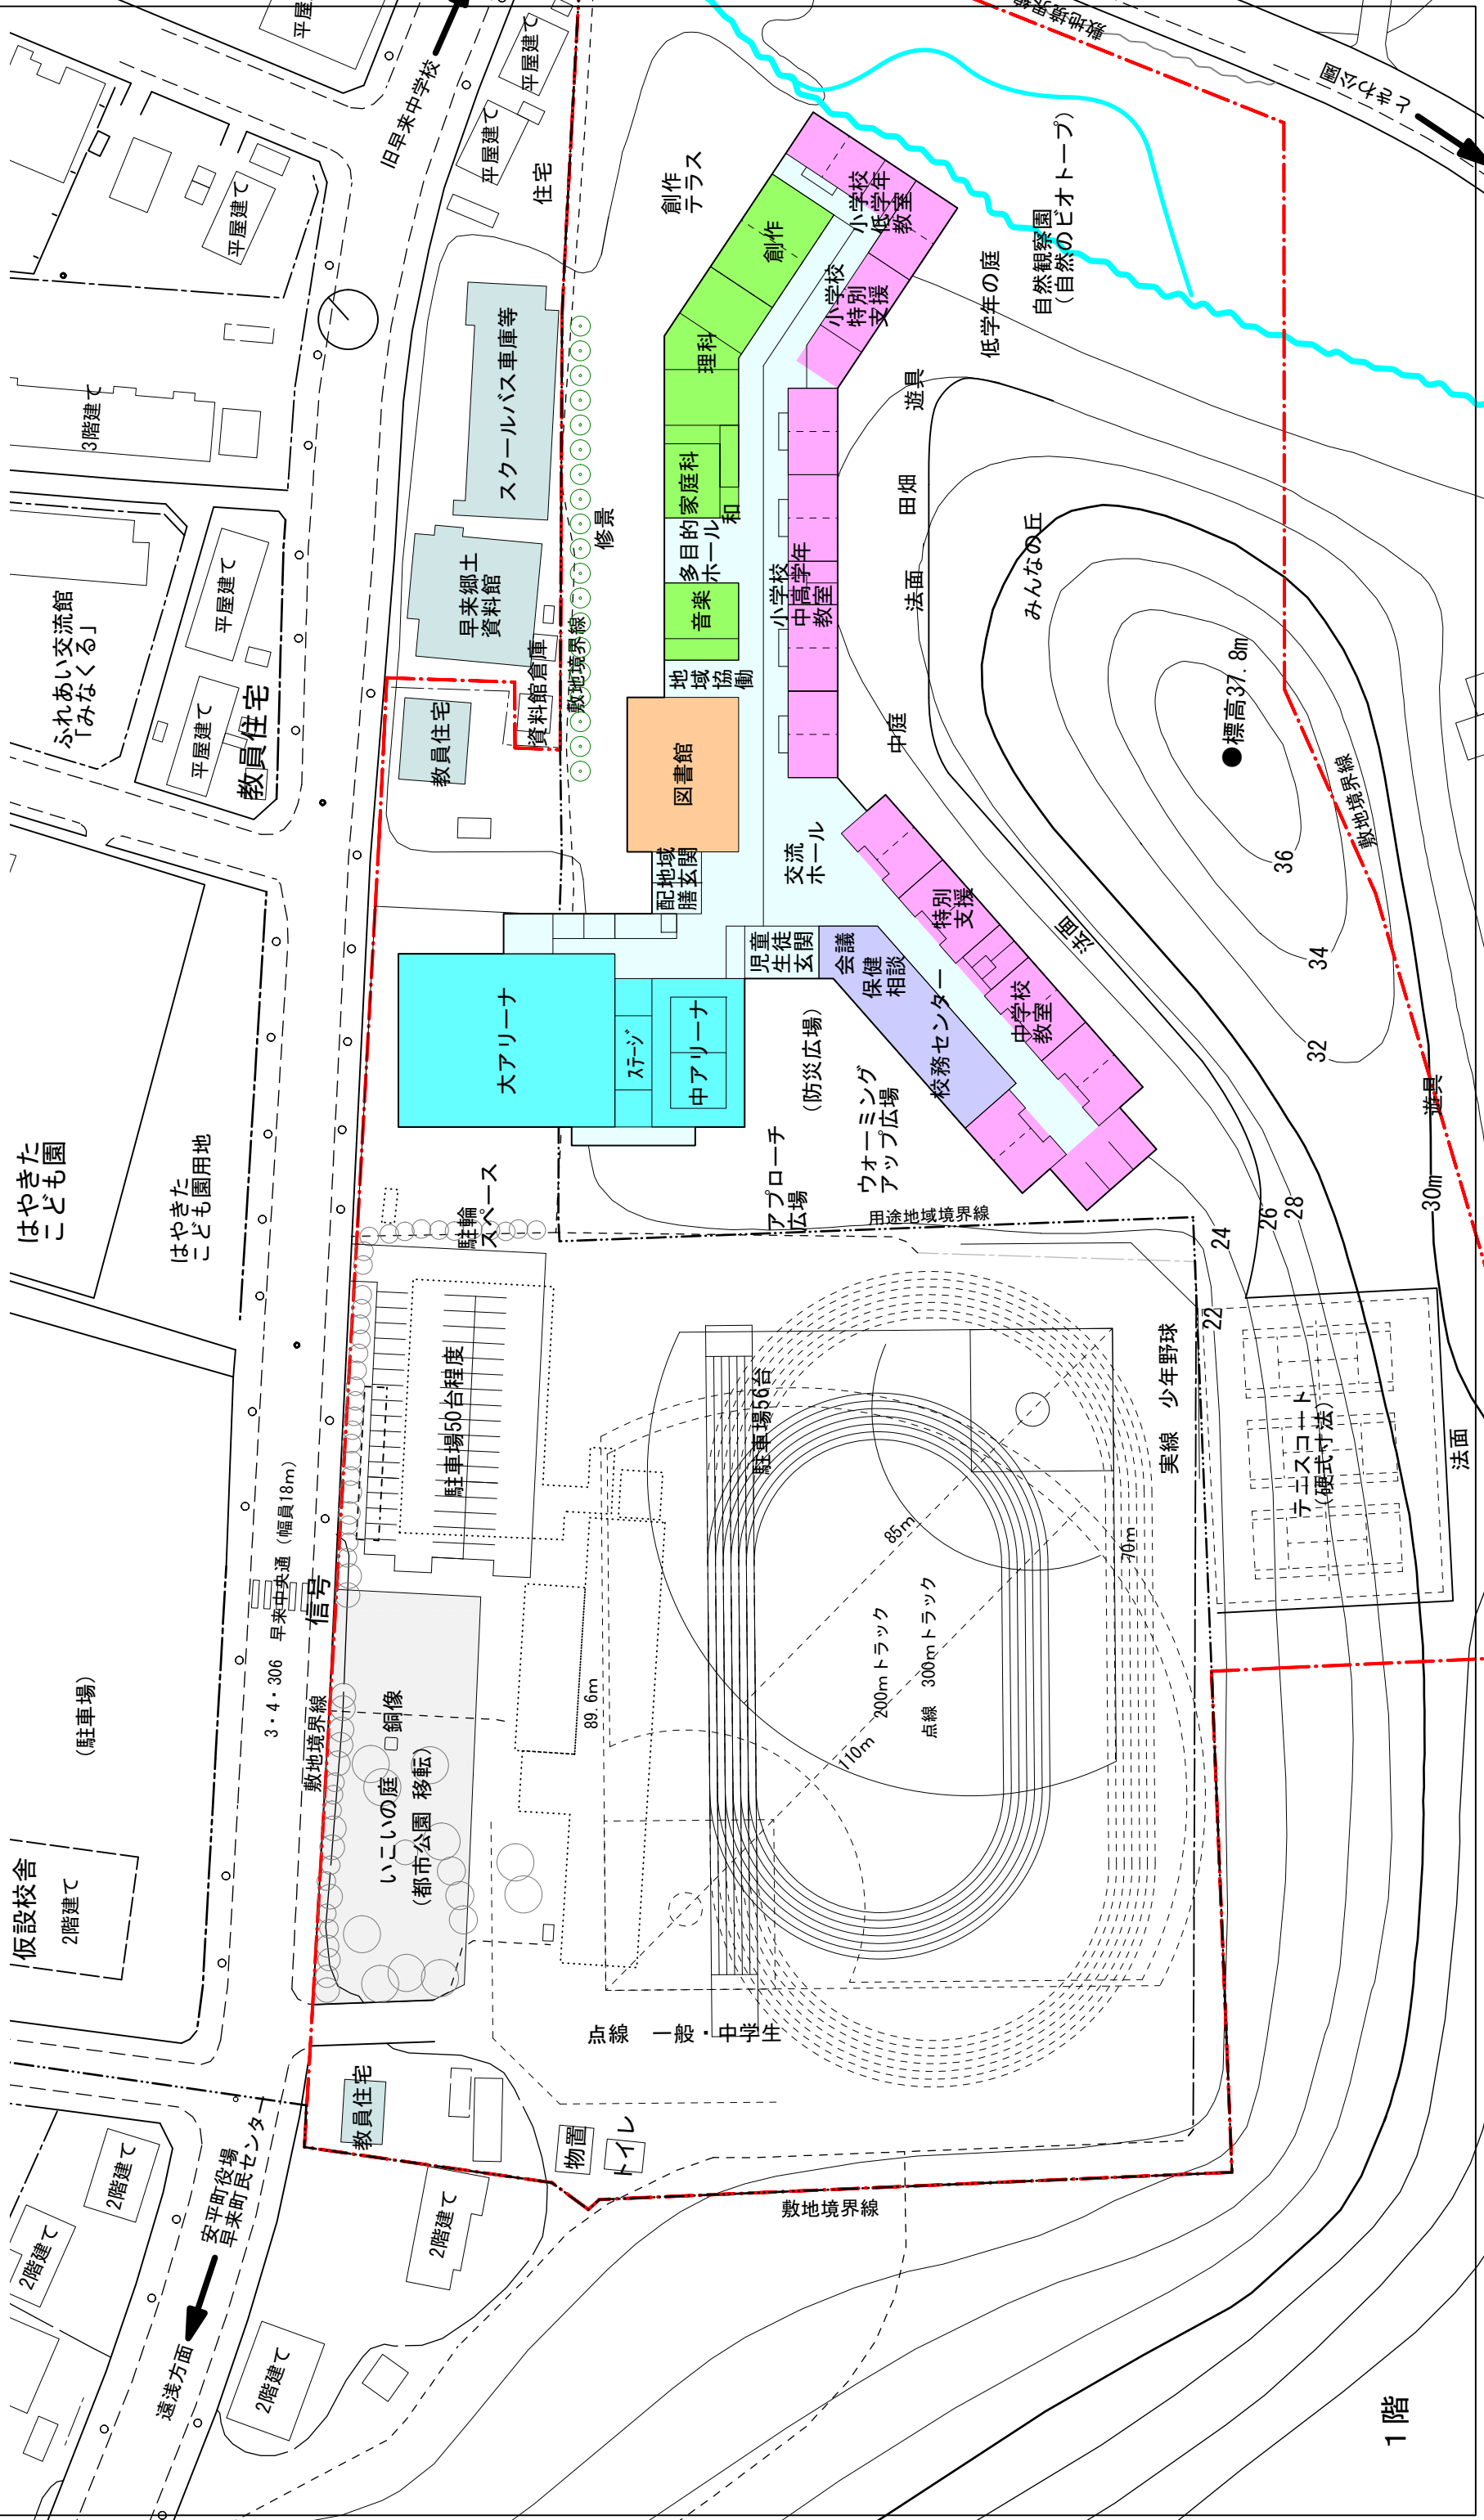 平屋
旧早来中学校
平屋建て
平屋建て
平屋建て
住宅
敷地境界線
ときわ公園
創作
テラス
小学校
低学年
教室
創作
小学校
特別
支援
低学年の庭
自然観察園
(自然のビオトープ)
3階建て
スクールバス車庫等
理科
遊具
家庭科
和
田畑
修景
多目的
ホール
小学校
中高学年
教室
法面
みんなの丘
ふれあい交流館
「みなくる」
平屋建て
平屋建て
教員住宅
早来郷土
資料館
資料館倉庫
敷地境界線
教員住宅
音楽
地域
協働
図書館
中庭
標高37.8m
敷地境界線
36
34
32
30m
配膳
地域
玄関
交流
ホール
児童
生徒
玄関
会議
保健
相談
特別
支援
法面
校務センター
中学校
教室
大アリーナ
ステージ
中アリーナ
(防災広場)
ウォーミング
アップ広場
アプローチ
広場
遊具
はやきた
こども園
はやきた
こども園用地
駐輪
スペース
用途地域境界線
24
26
28
22
駐車場50台程度
駐車場56台
実線 少年野球
テニスコート
(硬式寸法)
法面
85m
70m
3・4・306 早来中央通 (幅員18m)
信号
敷地境界線
(駐車場)
銅像
いこいの庭
(都市公園 移転)
89.6m
200mトラック
点線 300mトラック
110m
仮設校舎
2階建て
点線 一般・中学生
教員住宅
物置
トイレ
敷地境界線
2階建て
2階建て
2階建て
2階建て
安平町役場
早来町民センター
遠浅方面
1階